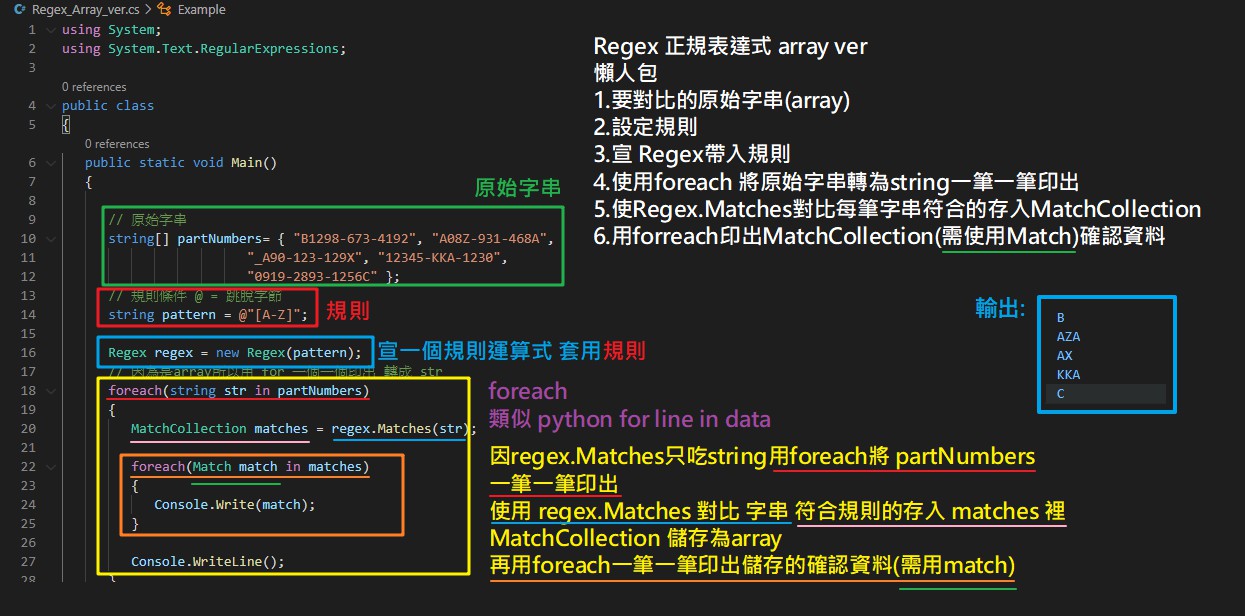 Regex_Array_ver.cs > Example
1 using System;
2 using System.Text.RegularExpressions;
3
0 references
4 public class
5 {
0 references
6 public static void Main()
7 {
8
9 // 原始字串
10 string[] partNumbers= { "B1298-673-4192", "A08Z-931-468A",
11 "_A90-123-129X", "12345-KKA-1230",
12 "0919-2893-1256C" };
13 // 規則條件 @ = 跳脫字節
14 string pattern = @"[A-Z]";
15
16 Regex regex = new Regex(pattern);
17 // 因為是array所以用 for 一個一個印出 轉成 str
18 foreach(string str in partNumbers)
19 {
20 MatchCollection matches = regex.Matches(str);
21
22 foreach(Match match in matches)
23 {
24 Console.Write(match);
25 }
26
27 Console.WriteLine();
28 }
原始字串
規則
宣一個規則運算式 套用規則
foreach
類似 python for line in data
因regex.Matches只吃string用foreach將 partNumbers
一筆一筆印出
使用 regex.Matches 對比 字串 符合規則的存入 matches 裡
MatchCollection 儲存為array
再用foreach一筆一筆印出儲存的確認資料(需用match)
Regex 正規表達式 array ver
懶人包
1.要對比的原始字串(array)
2.設定規則
3.宣 Regex帶入規則
4.使用foreach 將原始字串轉為string一筆一筆印出
5.使Regex.Matches對比每筆字串符合的存入MatchCollection
6.用forreach印出MatchCollection(需使用Match)確認資料
輸出:
B
AZA
AX
KKA
C